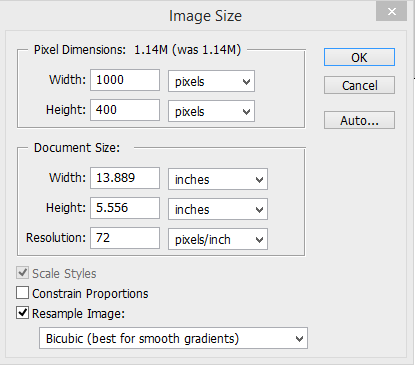 Image Size
Pixel Dimensions: 1.14M (was 1.14M)
Width: 1000 pixels
Height: 400 pixels
OK
Cancel
Auto...
Document Size:
Width: 13.889 inches
Height: 5.556 inches
Resolution: 72 pixels/inch
Scale Styles
Constrain Proportions
Resample Image:
Bicubic (best for smooth gradients)